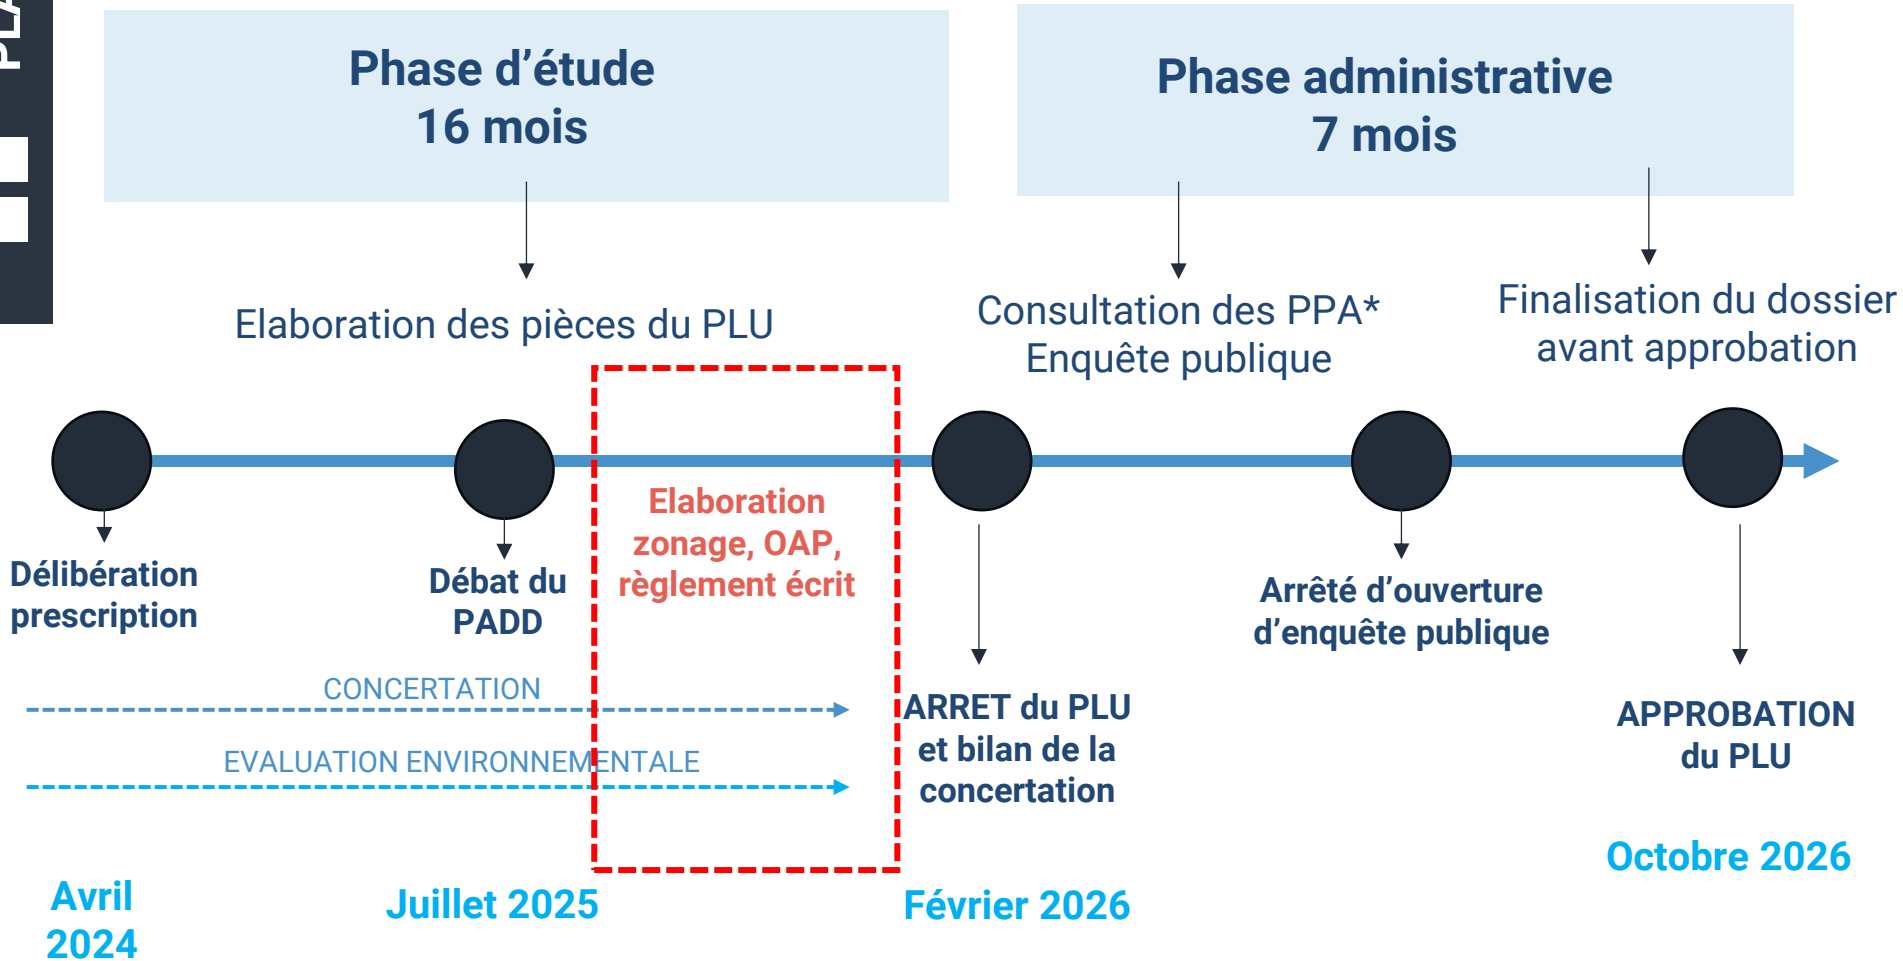 PLA
Phase d’étude
16 mois
Phase administrative
7 mois
Elaboration des pièces du PLU
Consultation des PPA*
Enquête publique
Finalisation du dossier
avant approbation
Délibération
prescription
Débat du
PADD
Elaboration
zonage, OAP,
règlement écrit
ARRET du PLU
et bilan de la
concertation
Arrêté d’ouverture
d’enquête publique
APPROBATION
du PLU
CONCERTATION
EVALUATION ENVIRONNEMENTALE
Avril
2024
Juillet 2025
Février 2026
Octobre 2026